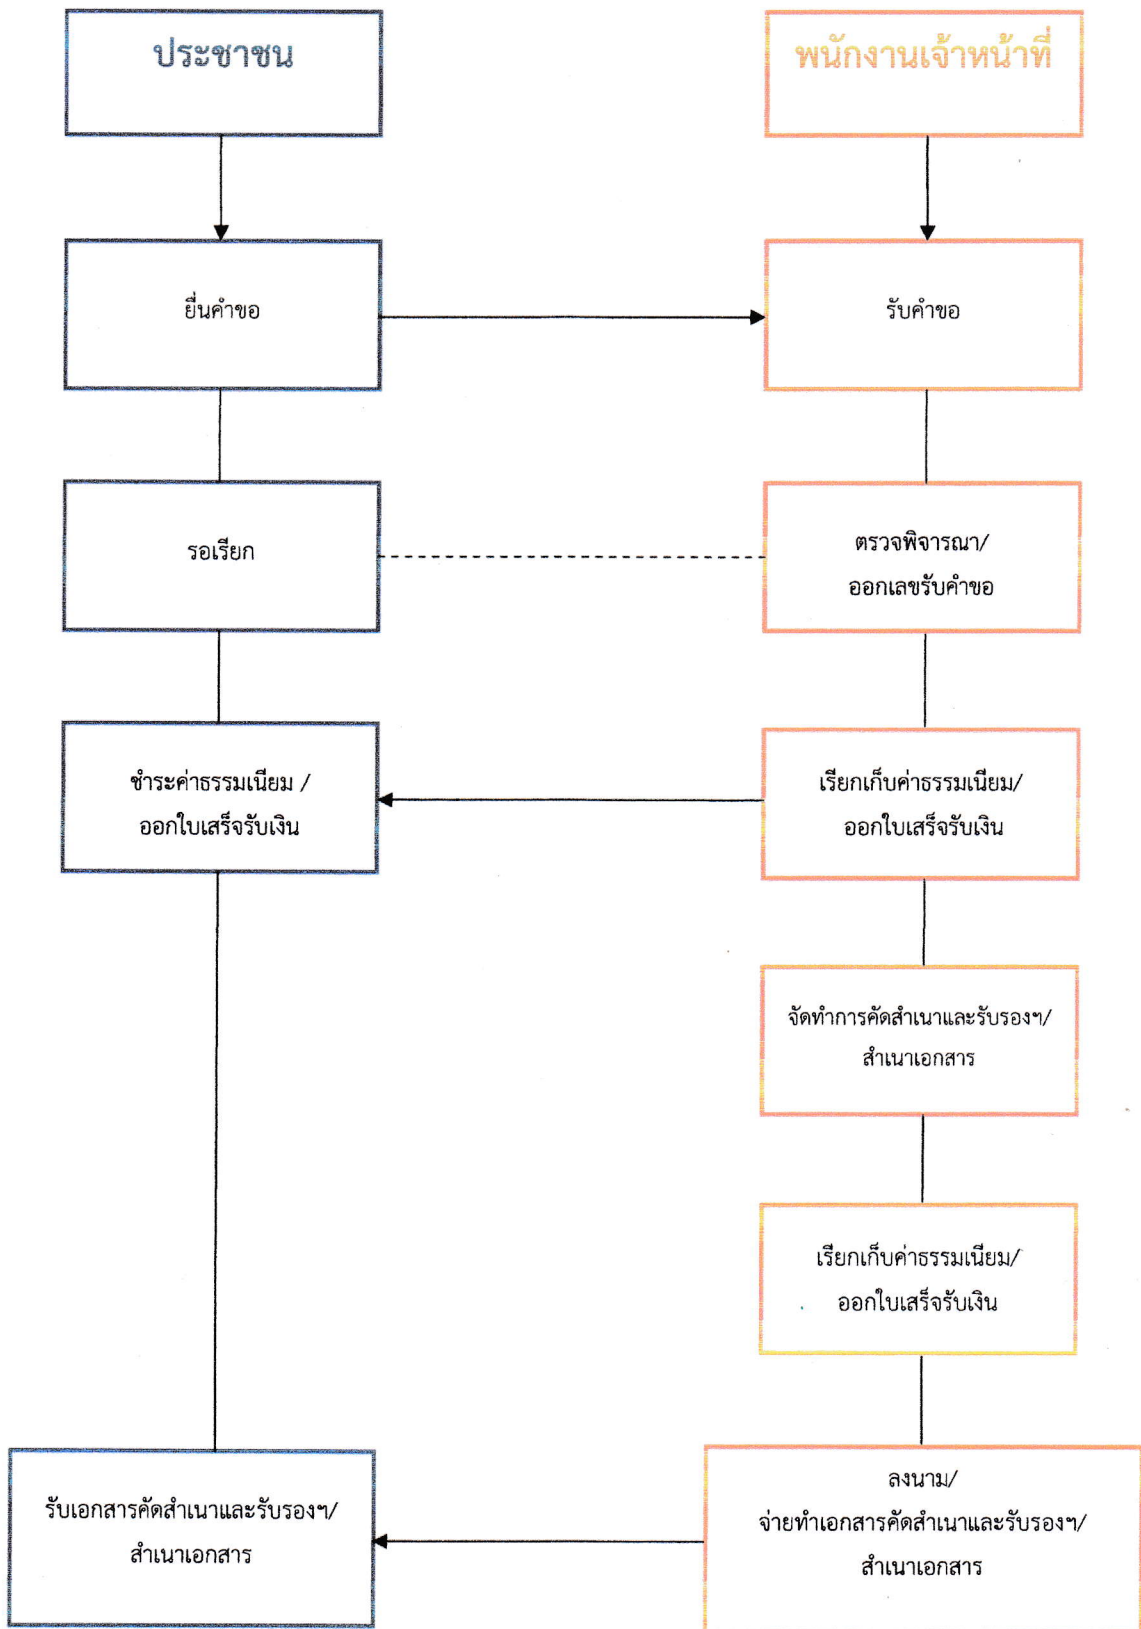 ประชาชน
พนักงานเจ้าหน้าที่
ยื่นคำขอ
รับคำขอ
รอเรียก
ตรวจพิจารณา/
ออกเลขรับคำขอ
ชำระค่าธรรมเนียม /
ออกใบเสร็จรับเงิน
เรียกเก็บค่าธรรมเนียม/
ออกใบเสร็จรับเงิน
จัดทำการคัดสำเนาและรับรองฯ/
สำเนาเอกสาร
เรียกเก็บค่าธรรมเนียม/
ออกใบเสร็จรับเงิน
รับเอกสารคัดสำเนาและรับรองฯ/
สำเนาเอกสาร
ลงนาม/
จ่ายทำเอกสารคัดสำเนาและรับรองฯ/
สำเนาเอกสาร